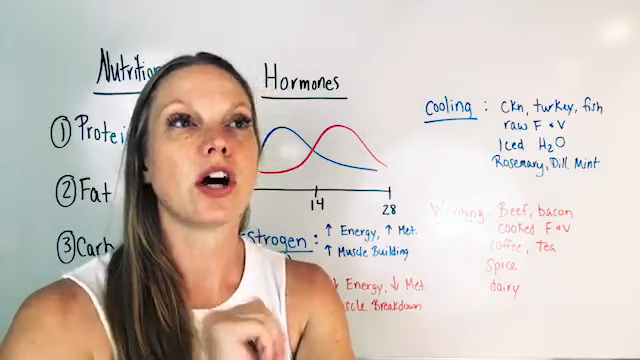 Nutrition
Hormones
① Protein
② Fat
③ Carb
14
28
strogen : ↑ Energy, ↑ Met.
↑ Muscle Building
↓ Energy, ↓ Met.
scle Breakdown
Cooling : Ckn, turkey, fish
raw F & V
Iced H2O
Rosemary, Dill Mint
Warming: Beef, bacon
cooked F & V
coffee, tea
spice
dairy